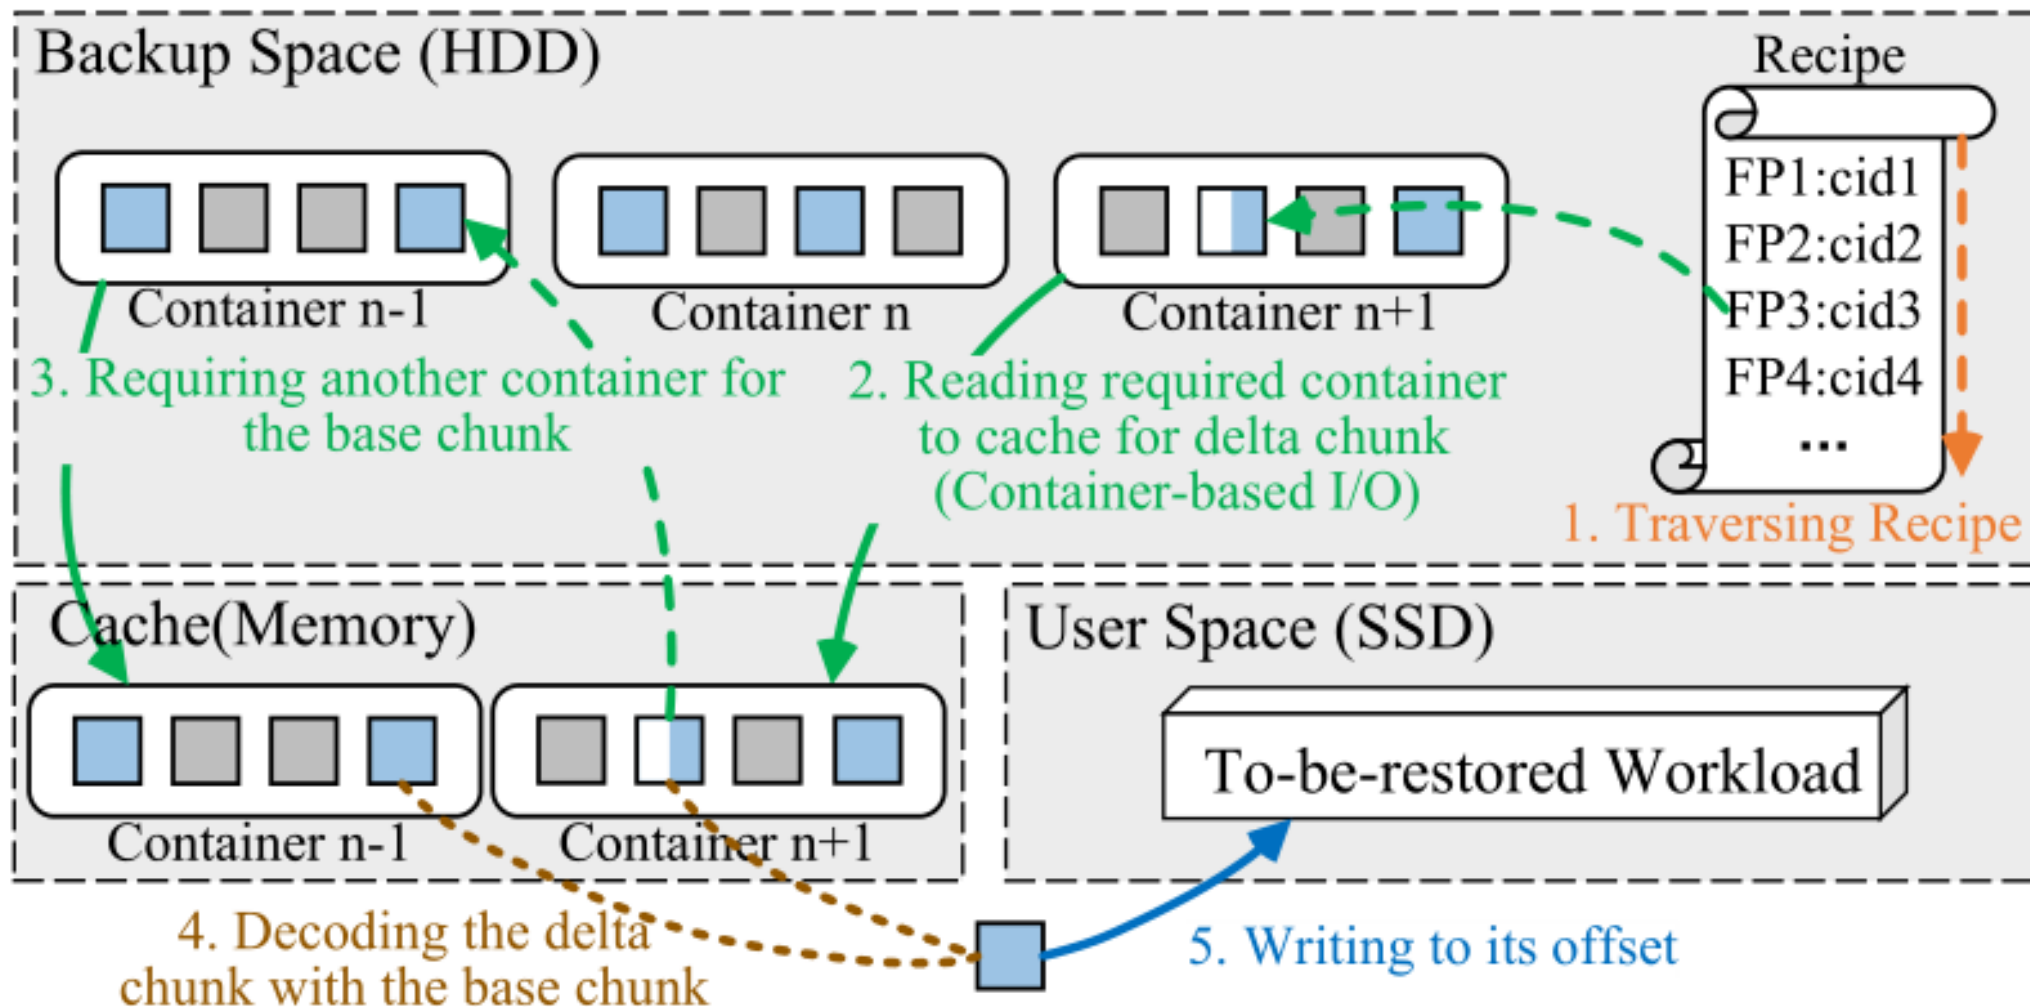 Backup Space (HDD)
Recipe
FP1:cid1
FP2:cid2
FP3:cid3
FP4:cid4
...
Container n-1
Container n
Container n+1
3. Requiring another container for
the base chunk
2. Reading required container
to cache for delta chunk
(Container-based I/O)
1. Traversing Recipe
Cache(Memory)
Container n-1
Container n+1
User Space (SSD)
To-be-restored Workload
4. Decoding the delta
chunk with the base chunk
5. Writing to its offset